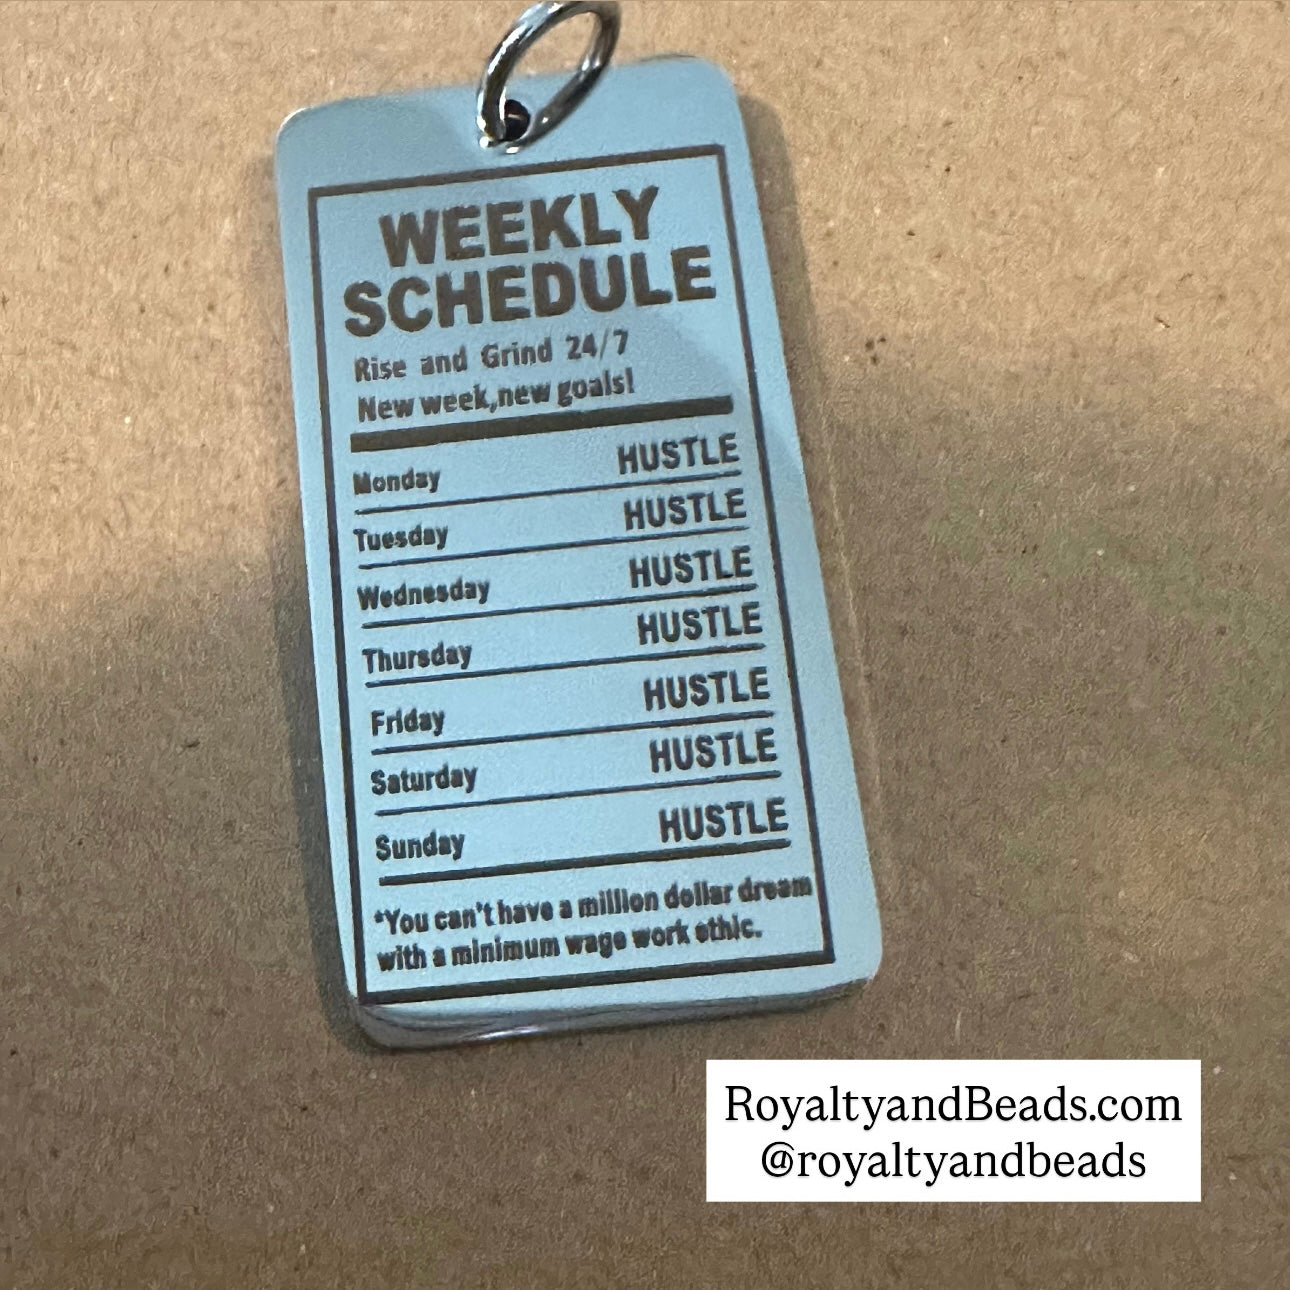 WEEKLY
SCHEDULE
Rise and Grind 24/7
New week,new goals!
Monday HUSTLE
Tuesday HUSTLE
Wednesday HUSTLE
Thursday HUSTLE
Friday HUSTLE
Saturday HUSTLE
Sunday HUSTLE
*You can't have a million dollar dream
with a minimum wage work ethic.
RoyaltyandBeads.com
@royaltyandbeads